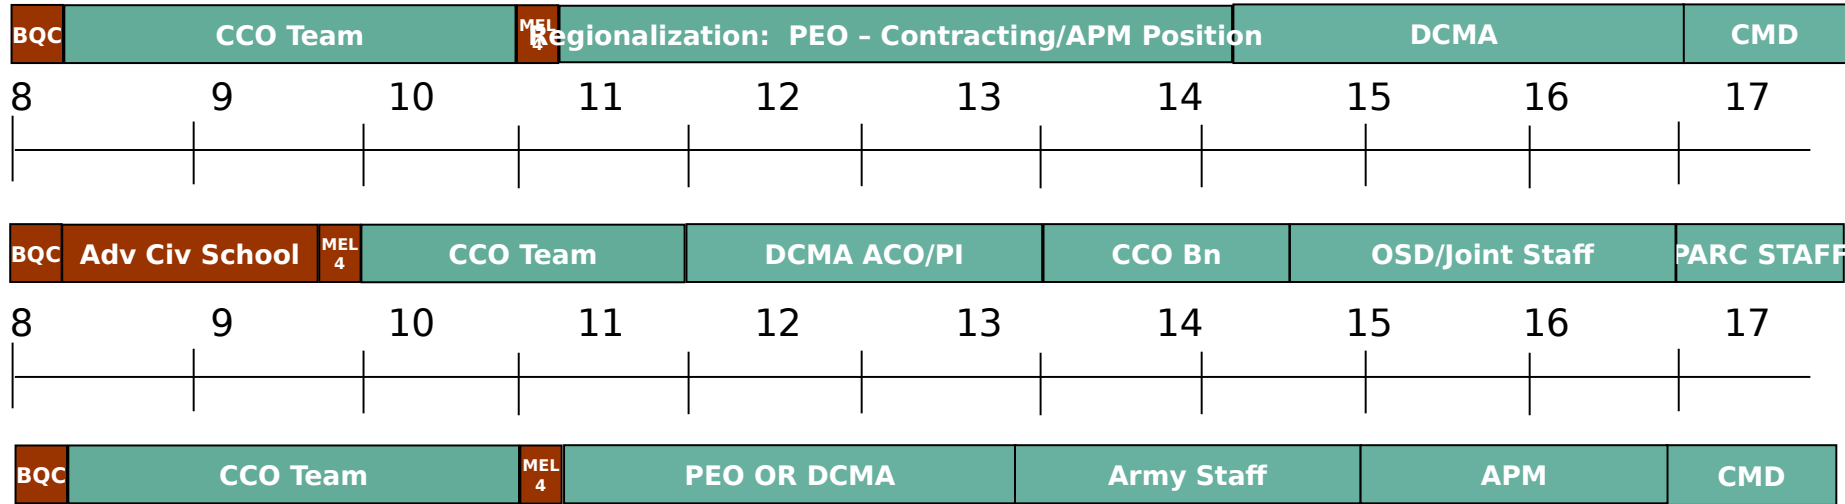 BQC CCO Team MEL 4 Regionalization: PEO – Contracting/APM Position DCMA CMD
8 9 10 11 12 13 14 15 16 17
BQC Adv Civ School MEL 4 CCO Team DCMA ACO/PI CCO Bn OSD/Joint Staff PARC STAFF
8 9 10 11 12 13 14 15 16 17
BQC CCO Team MEL 4 PEO OR DCMA Army Staff APM CMD